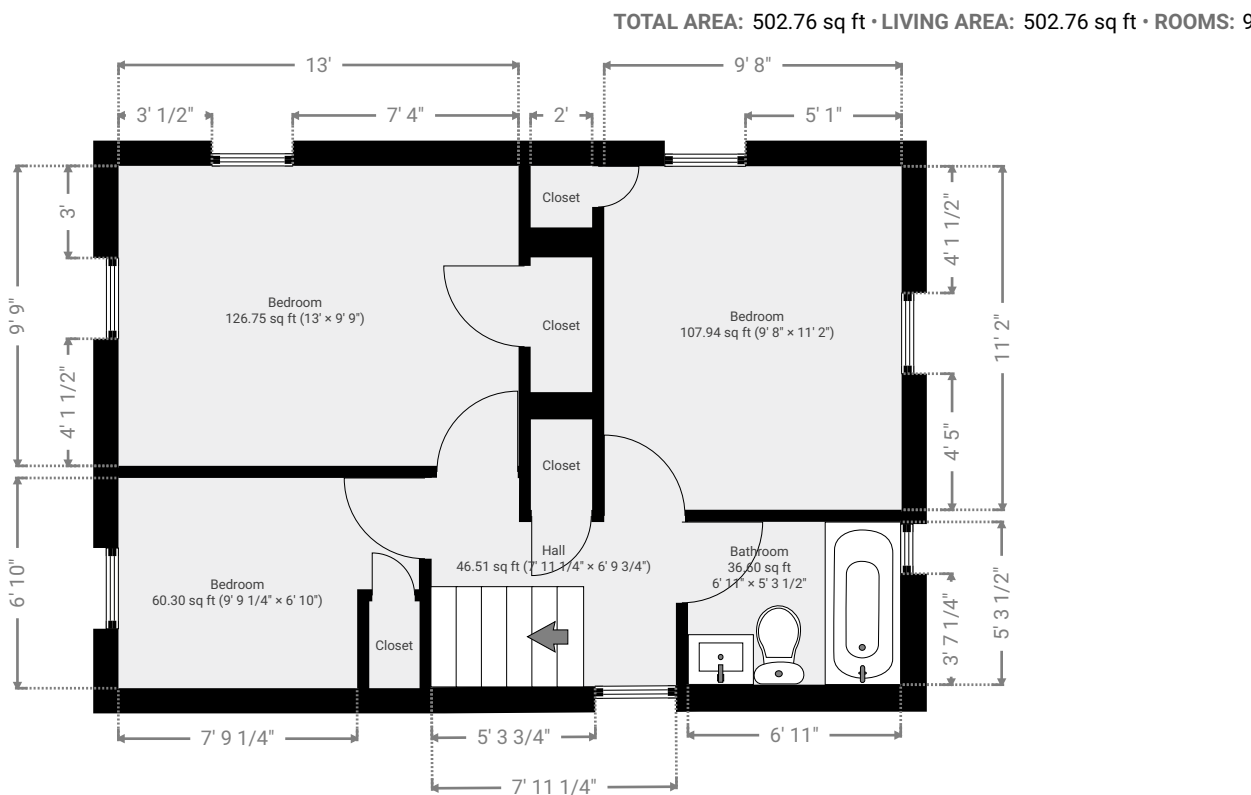 TOTAL AREA: 502.76 sq ft • LIVING AREA: 502.76 sq ft • ROOMS: 9
13'
9' 8"
3' 1/2"
7' 4"
2'
5' 1"
Closet
3'
4' 1 1/2"
9' 9"
Bedroom
126.75 sq ft (13' × 9' 9")
Closet
Bedroom
107.94 sq ft (9' 8" × 11' 2")
11' 2"
4' 1 1/2"
4' 5"
Closet
Hall
46.51 sq ft (7' 11 1/4" × 6' 9 3/4")
Bathroom
36.60 sq ft
6' 11" × 5' 3 1/2"
6' 10"
Bedroom
60.30 sq ft (9' 9 1/4" × 6' 10")
Closet
3' 7 1/4"
5' 3 1/2"
7' 9 1/4"
5' 3 3/4"
6' 11"
7' 11 1/4"